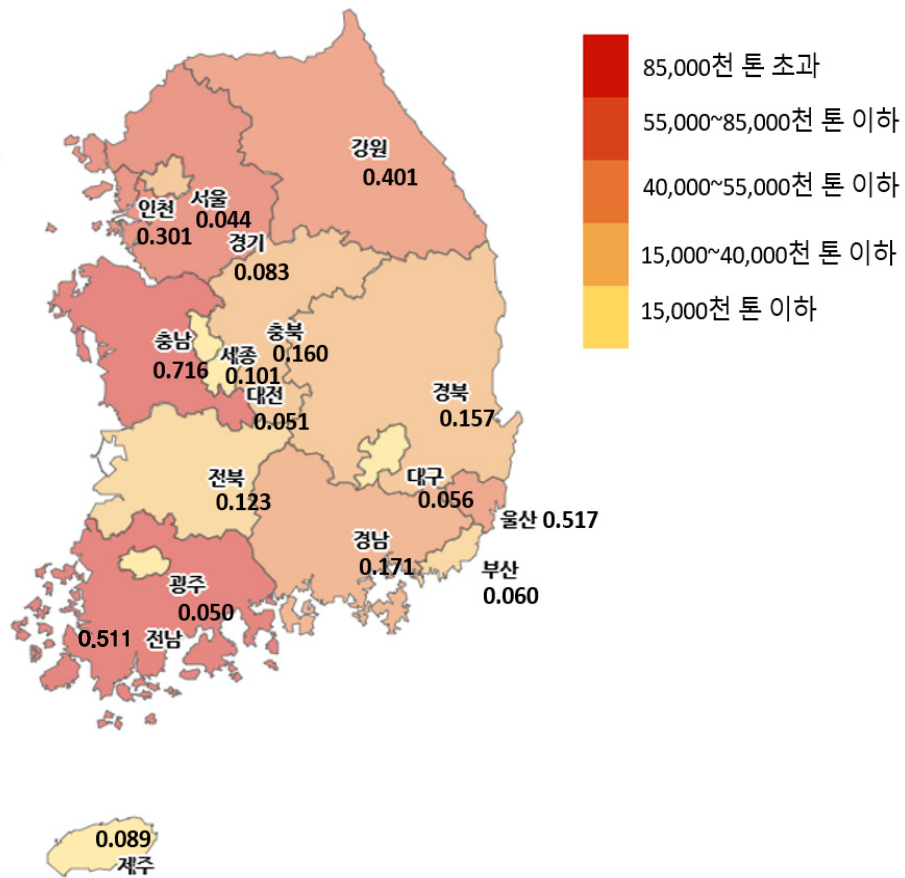 85,000천 톤 초과
55,000~85,000천 톤 이하
40,000~55,000천 톤 이하
15,000~40,000천 톤 이하
15,000천 톤 이하
강원
0.401
서울
0.044
인천
0.301
경기
0.083
충북
0.160
충남
0.716
세종
0.101
대전
0.051
경북
0.157
전북
0.123
대구
0.056
울산 0.517
경남
0.171
부산
0.060
광주
0.050
0.511 전남
0.089
제주